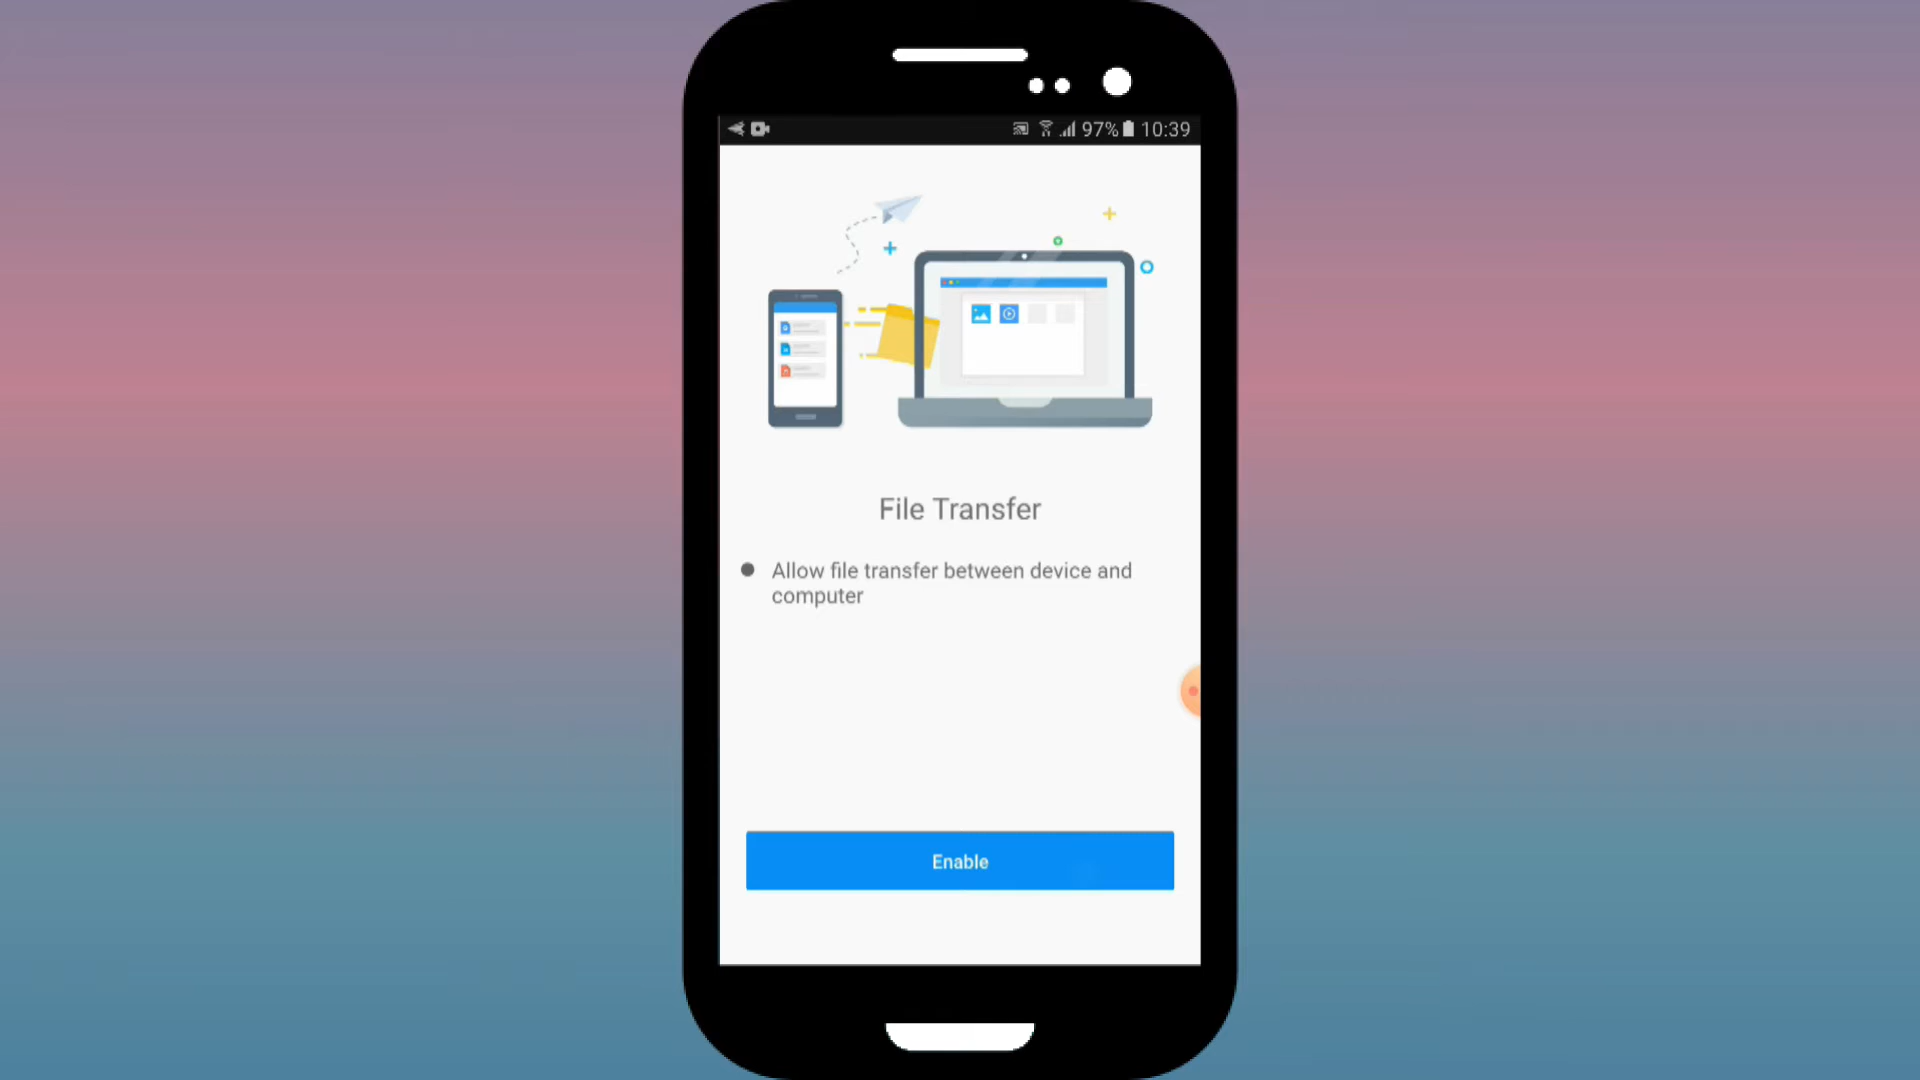 97% 10:39
File Transfer
Allow file transfer between device and
computer
Enable